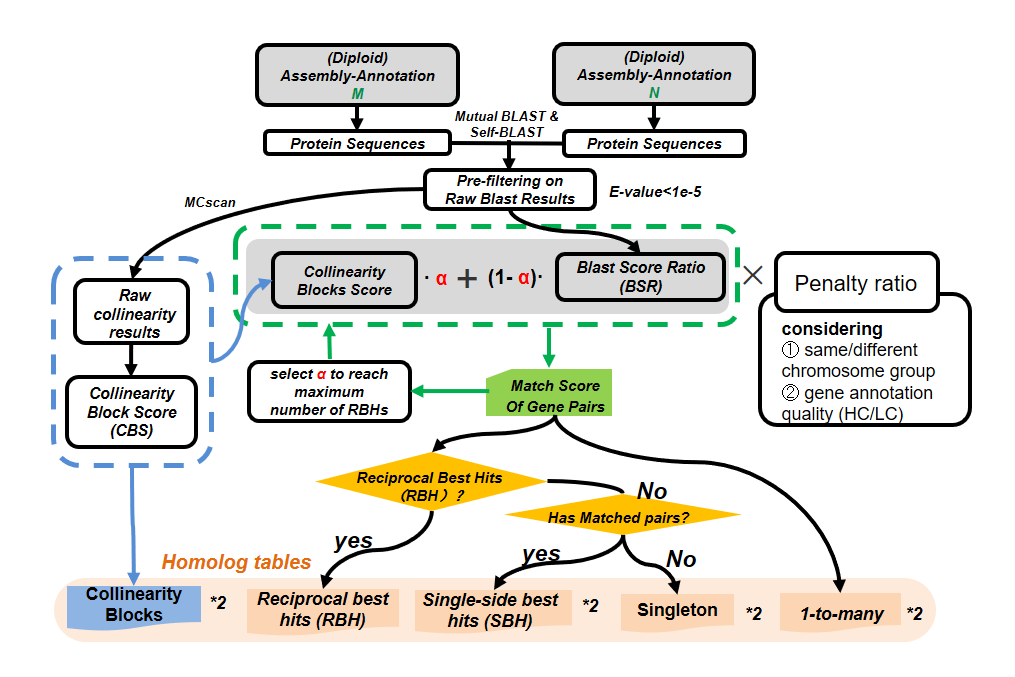 (Diploid)
Assembly-Annotation
M
(Diploid)
Assembly-Annotation
N
Mutual BLAST &
Self-BLAST
Protein Sequences
Protein Sequences
Pre-filtering on
Raw Blast Results
E-value<1e-5
MCscan
Raw
collinearity
results
Collinearity
Block Score
(CBS)
Collinearity
Blocks Score
· α + (1- α)·
Blast Score Ratio
(BSR)
×
Penalty ratio
considering
① same/different
chromosome group
② gene annotation
quality (HC/LC)
select α to reach
maximum
number of RBHs
Match Score
Of Gene Pairs
Reciprocal Best Hits
(RBH) ?
No
Has Matched pairs?
yes
yes
No
Homolog tables
Collinearity
Blocks
*2
Reciprocal best
hits (RBH)
Single-side best
hits (SBH)
*2
Singleton
*2
1-to-many
*2